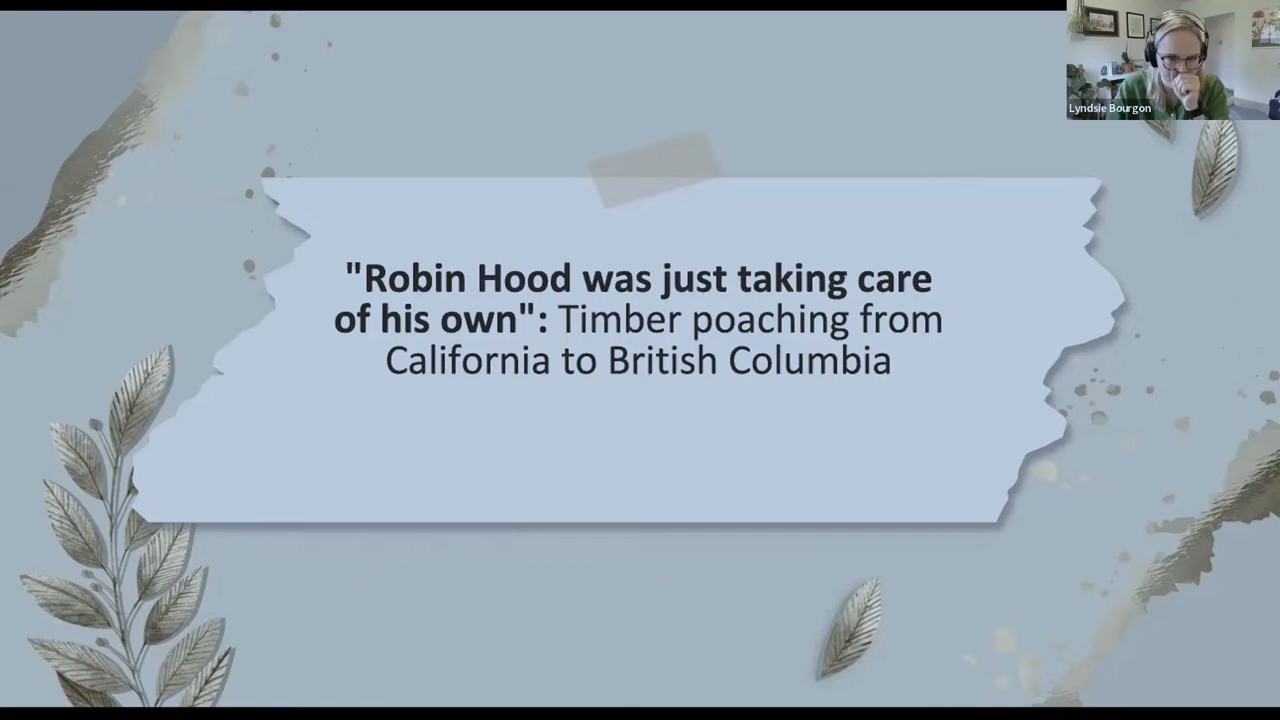 Lyndsie Bourgon
"Robin Hood was just taking care
of his own": Timber poaching from
California to British Columbia